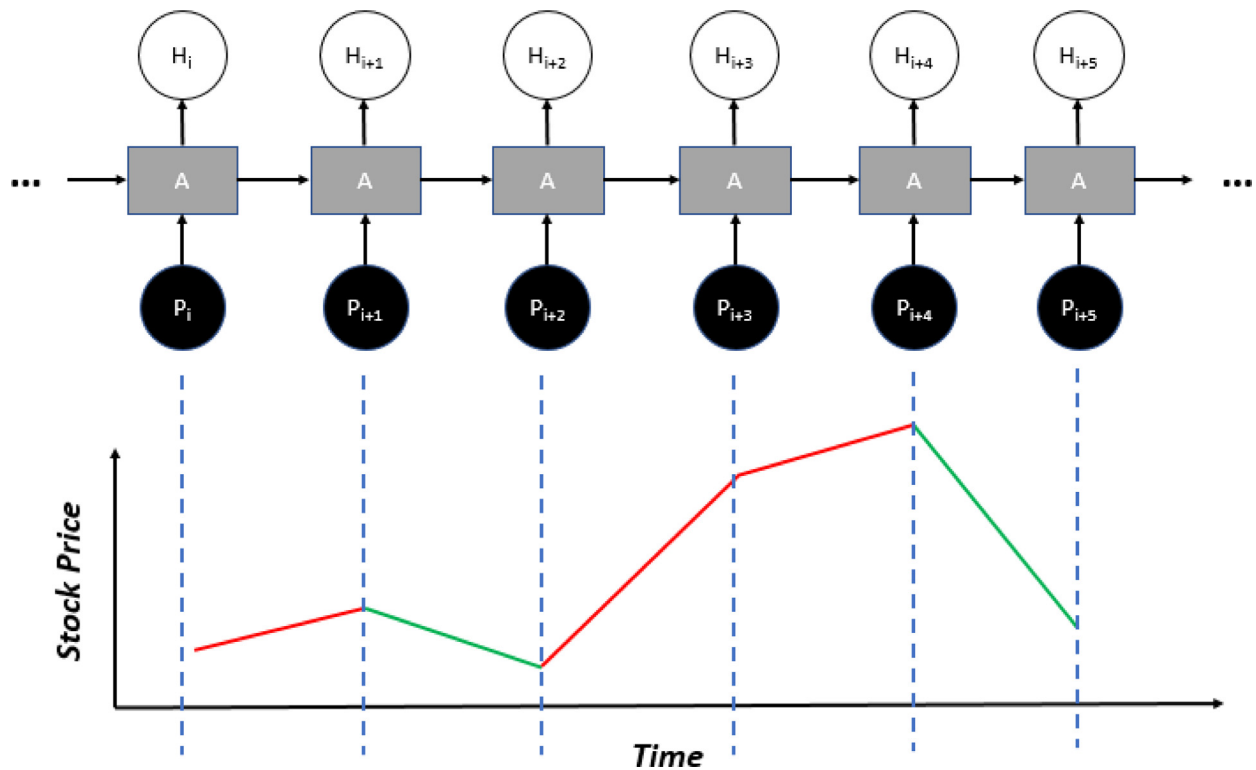 H_i H_{i+1} H_{i+2} H_{i+3} H_{i+4} H_{i+5}
... A A A A A A ...
P_i P_{i+1} P_{i+2} P_{i+3} P_{i+4} P_{i+5}
Stock Price
Time